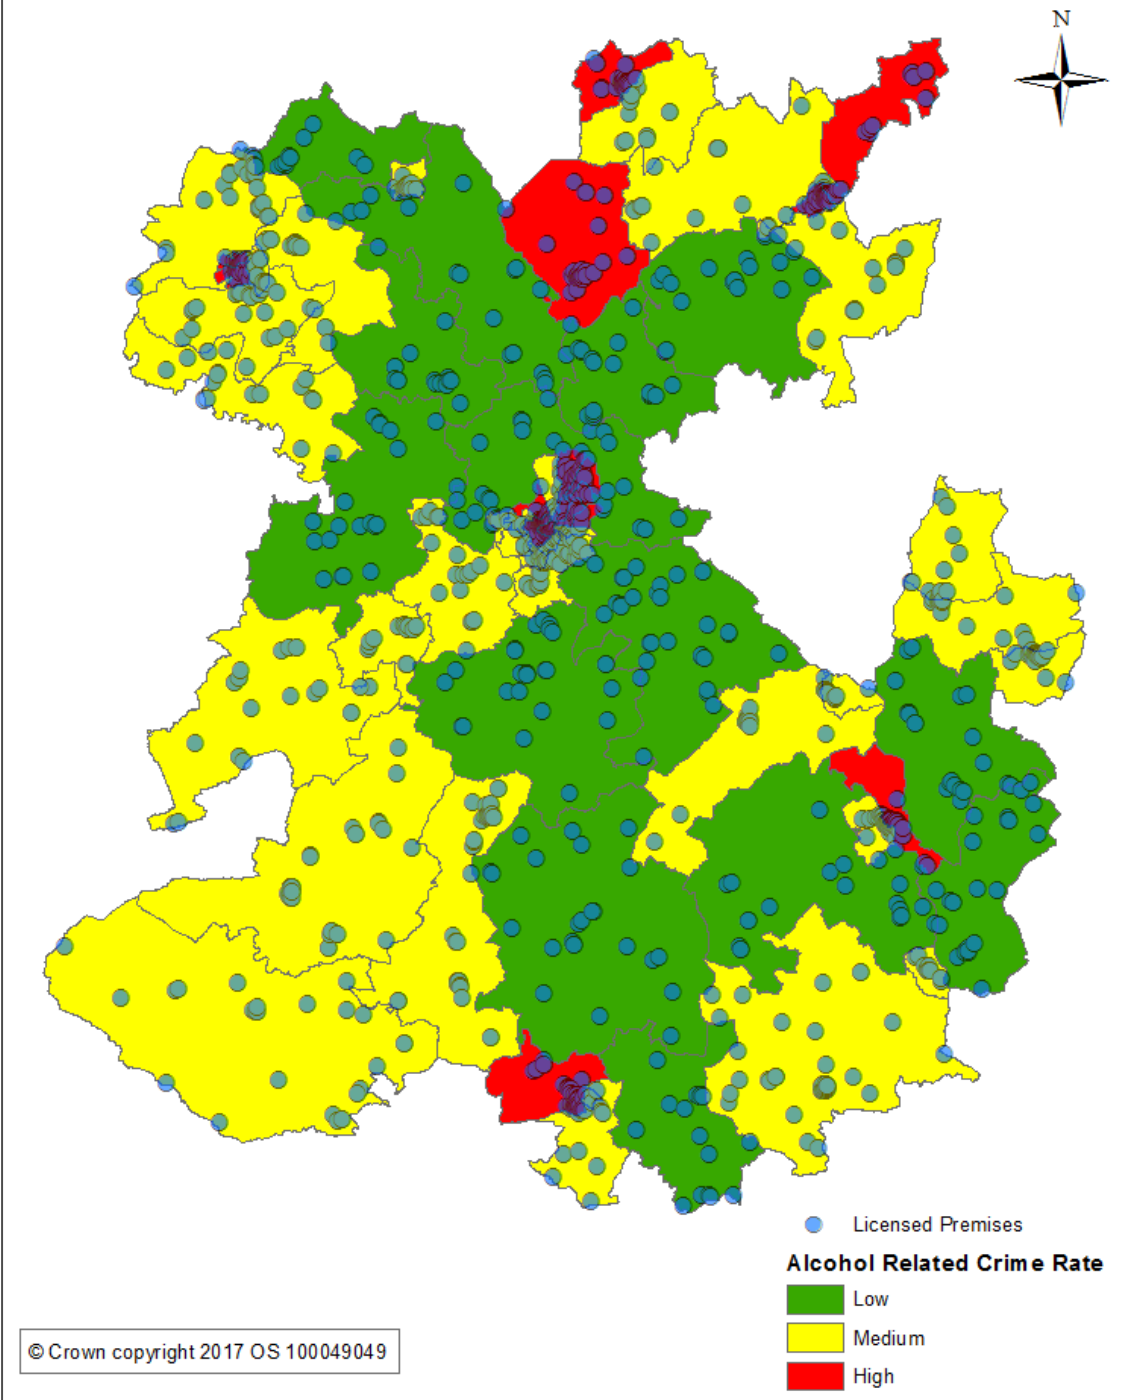 N
Licensed Premises
Alcohol Related Crime Rate
Low
Medium
High
© Crown copyright 2017 OS 100049049